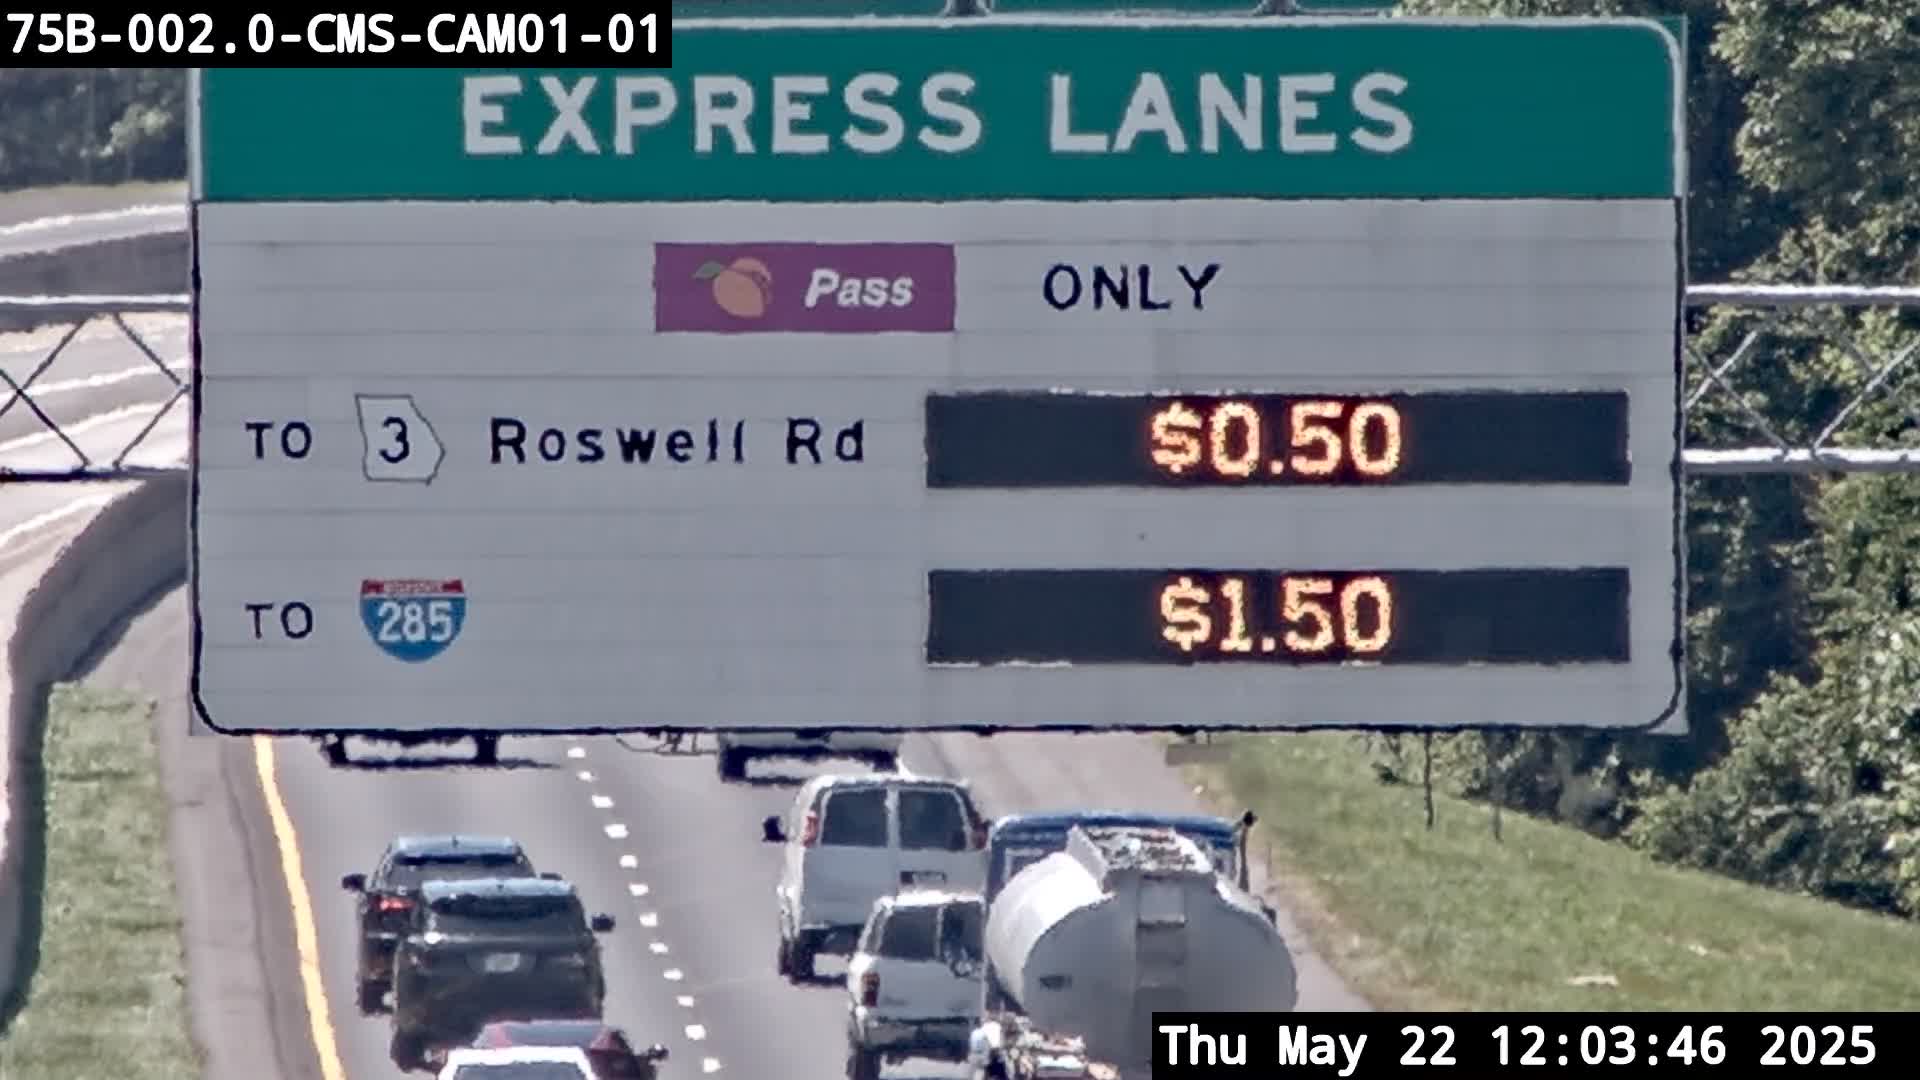 75B-002.0-CMS-CAM01-01
EXPRESS LANES
Pass ONLY
TO 3 Roswell Rd $0.50
TO 285 $1.50
Thu May 22 12:03:46 2025